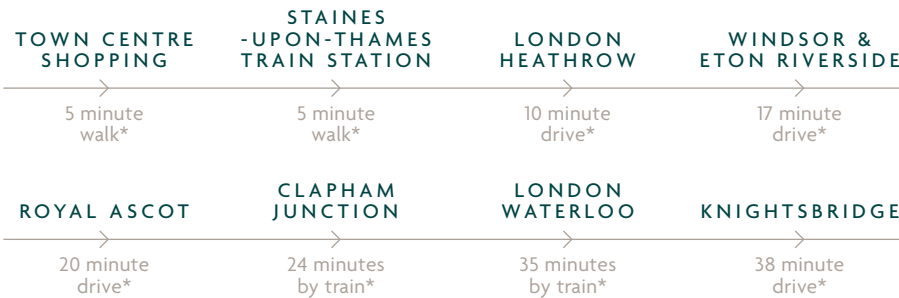 TOWN CENTRE
SHOPPING
5 minute
walk*
STAINES
-UPON-THAMES
TRAIN STATION
5 minute
walk*
LONDON
HEATHROW
10 minute
drive*
WINDSOR &
ETON RIVERSIDE
17 minute
drive*
ROYAL ASCOT
20 minute
drive*
CLAPHAM
JUNCTION
24 minutes
by train*
LONDON
WATERLOO
35 minutes
by train*
KNIGHTSBRIDGE
38 minute
drive*